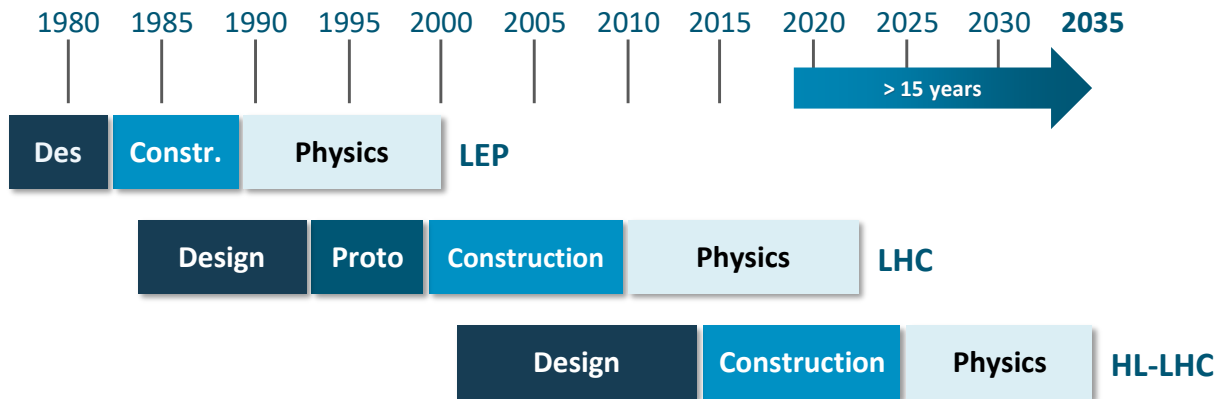 1980 1985 1990 1995 2000 2005 2010 2015 2020 2025 2030 2035
> 15 years
Des Constr. Physics LEP
Design Proto Construction Physics LHC
Design Construction Physics HL-LHC